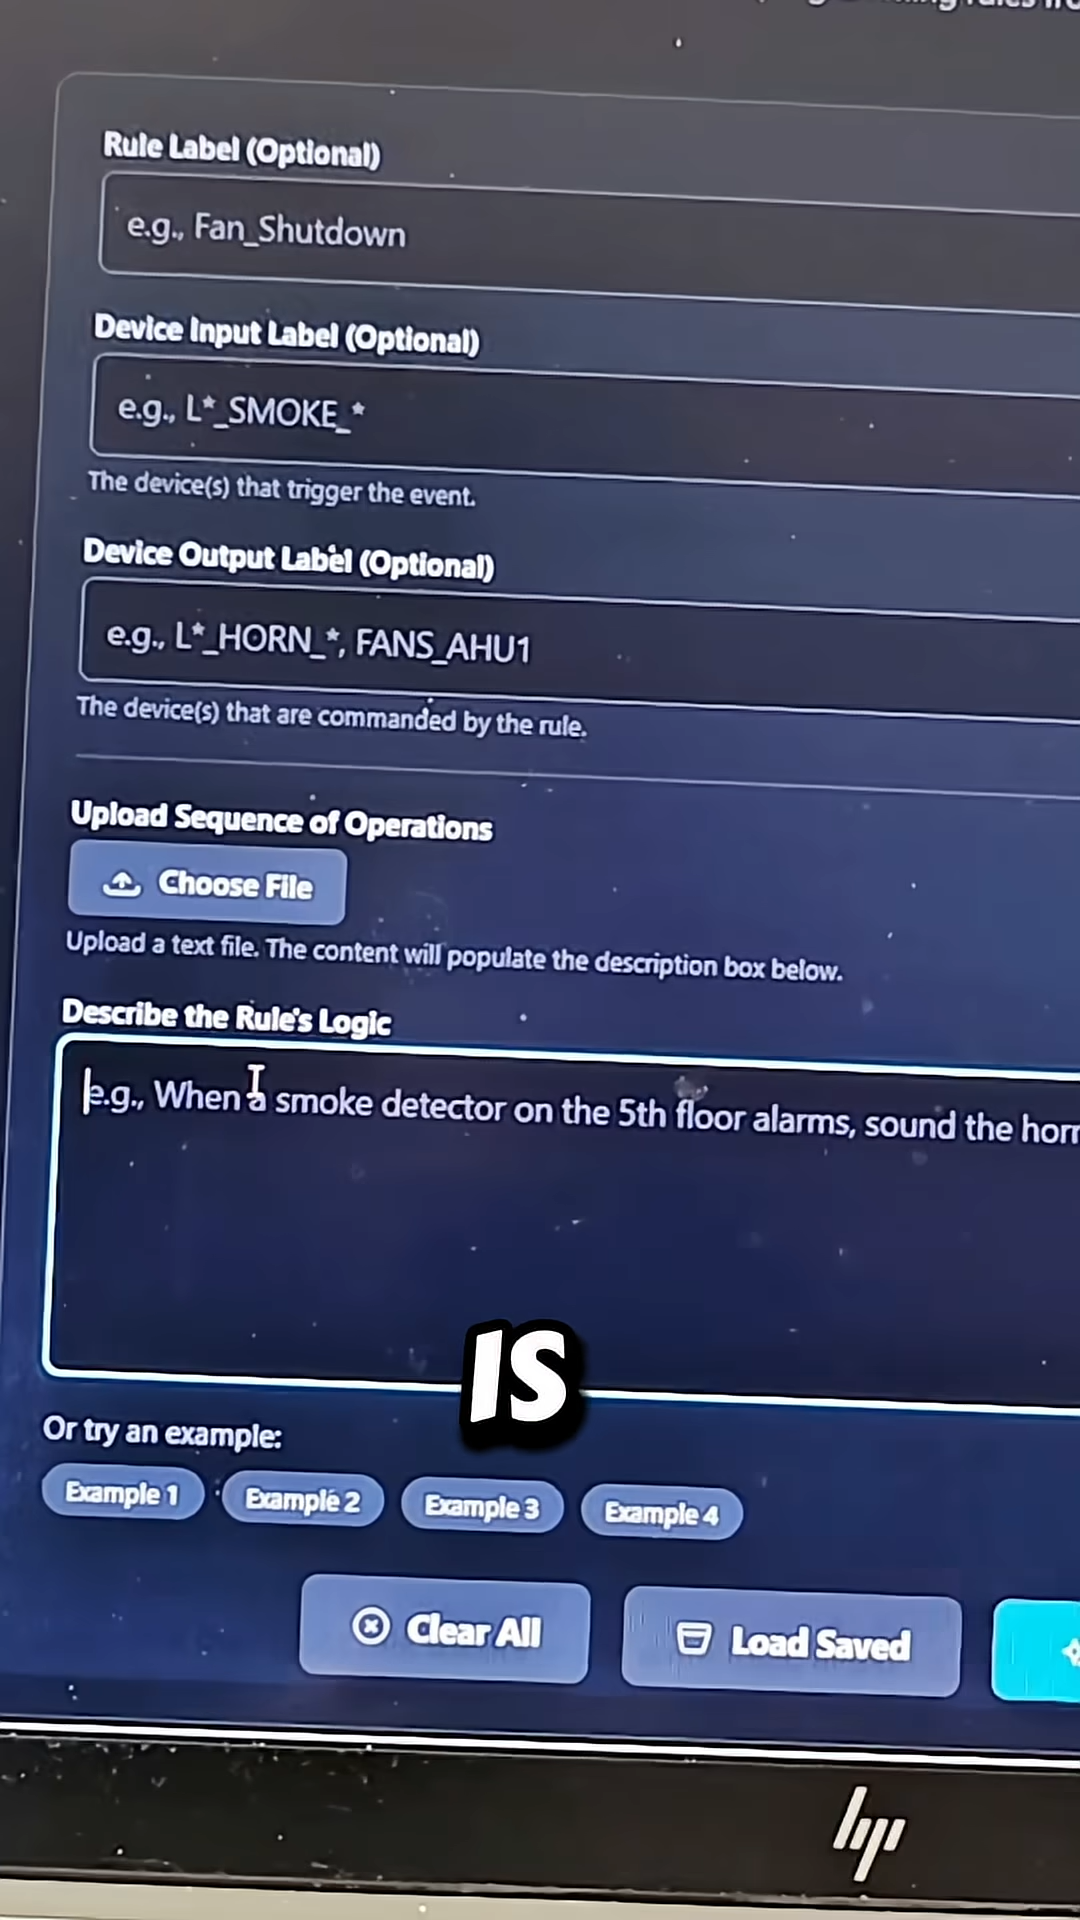 Rule Label (Optional)
e.g., Fan_Shutdown
Device Input Label (Optional)
e.g., L*_SMOKE_*
The device(s) that trigger the event.
Device Output Label (Optional)
e.g., L*_HORN_*, FANS_AHU1
The device(s) that are commanded by the rule.
Upload Sequence of Operations
Choose File
Upload a text file. The content will populate the description box below.
Describe the Rule's Logic
e.g., When a smoke detector on the 5th floor alarms, sound the
IS
Or try an example:
Example 1 Example 2 Example 3 Example 4
Clear All Load Saved
hp